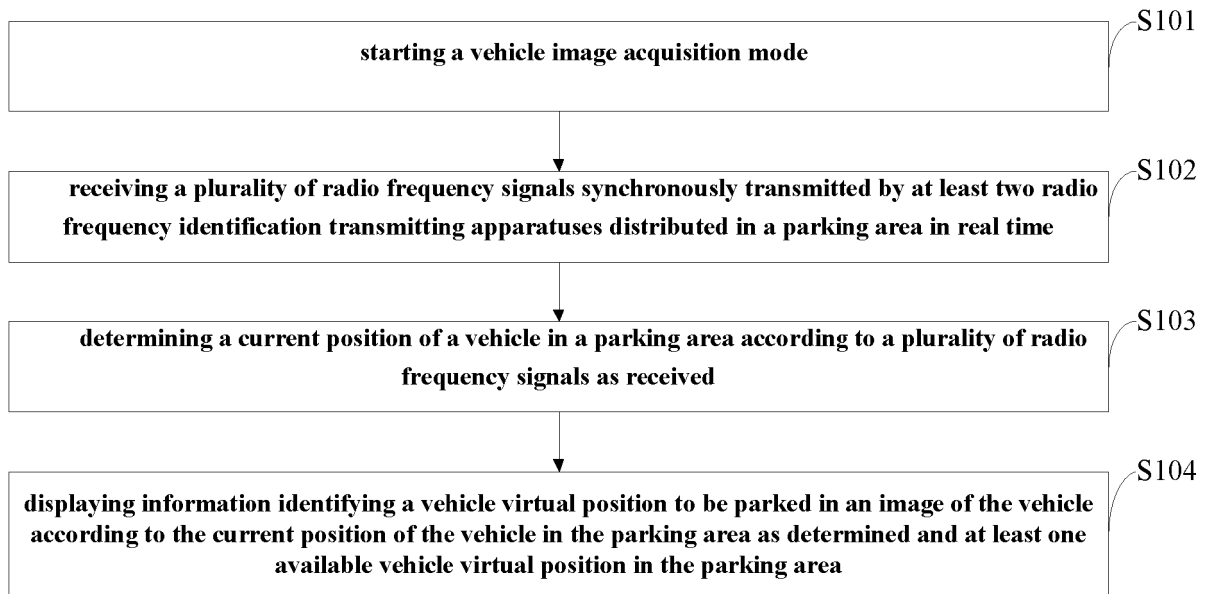 S101
starting a vehicle image acquisition mode
S102
receiving a plurality of radio frequency signals synchronously transmitted by at least two radio
frequency identification transmitting apparatuses distributed in a parking area in real time
S103
determining a current position of a vehicle in a parking area according to a plurality of radio
frequency signals as received
S104
displaying information identifying a vehicle virtual position to be parked in an image of the vehicle
according to the current position of the vehicle in the parking area as determined and at least one
available vehicle virtual position in the parking area